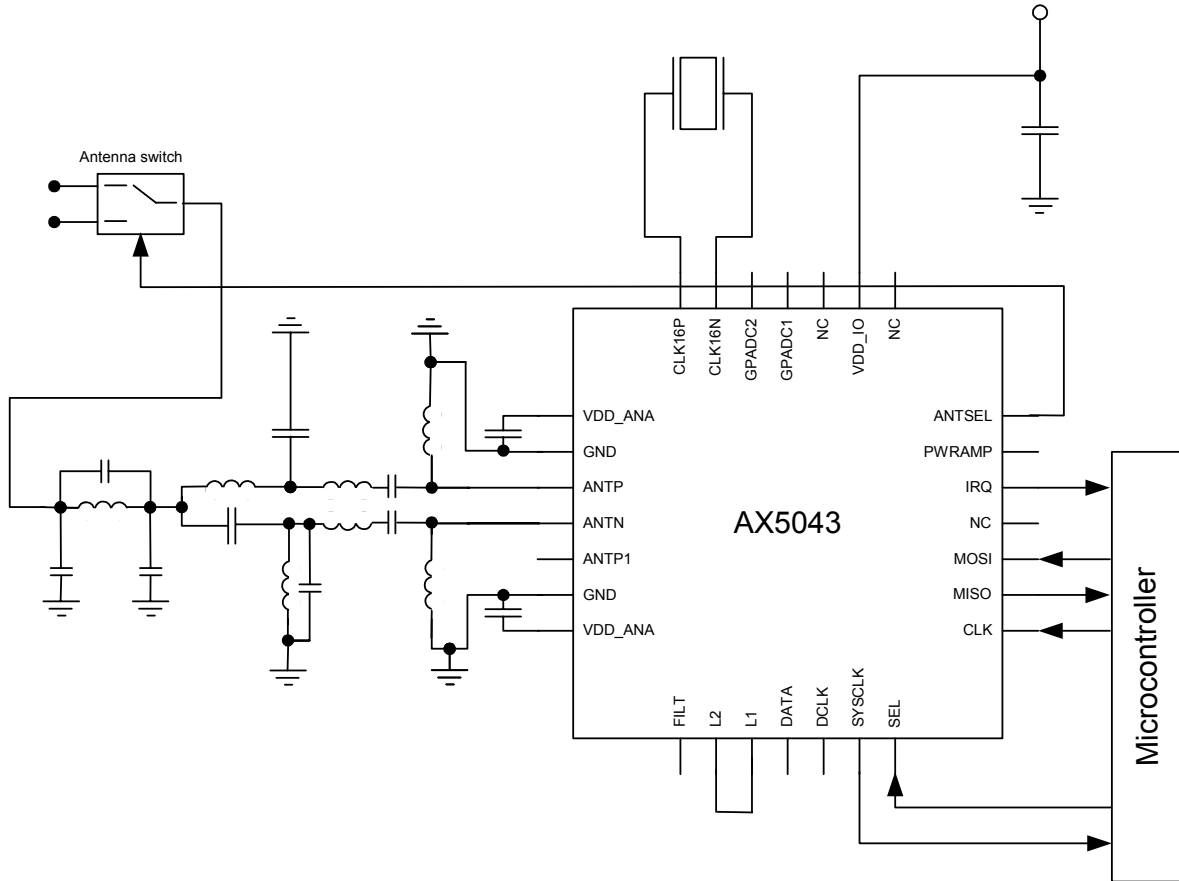 Antenna switch
CLK16P
CLK16N
GPADC2
GPADC1
NC
VDD_IO
NC
VDD_ANA
GND
ANTP
ANTN
ANTP1
GND
VDD_ANA
AX5043
ANTSEL
PWRAMP
IRQ
NC
MOSI
MISO
CLK
FILT
L2
L1
DATA
DCLK
SYSCLK
SEL
Microcontroller